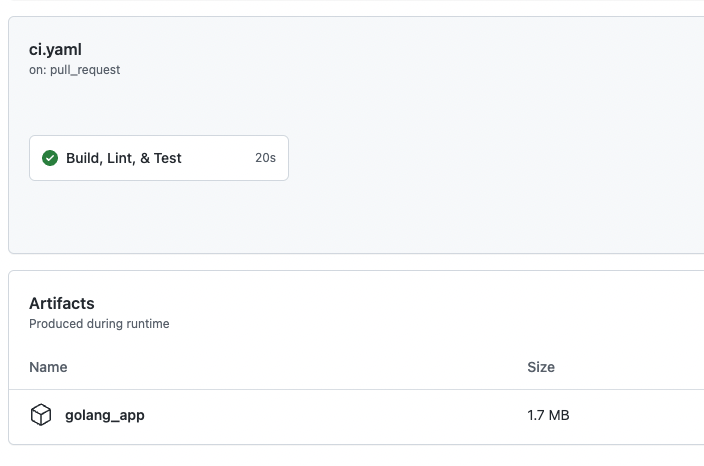 ci.yaml
on: pull_request
Build, Lint, & Test 20s
Artifacts
Produced during runtime
Name Size
golang_app 1.7 MB